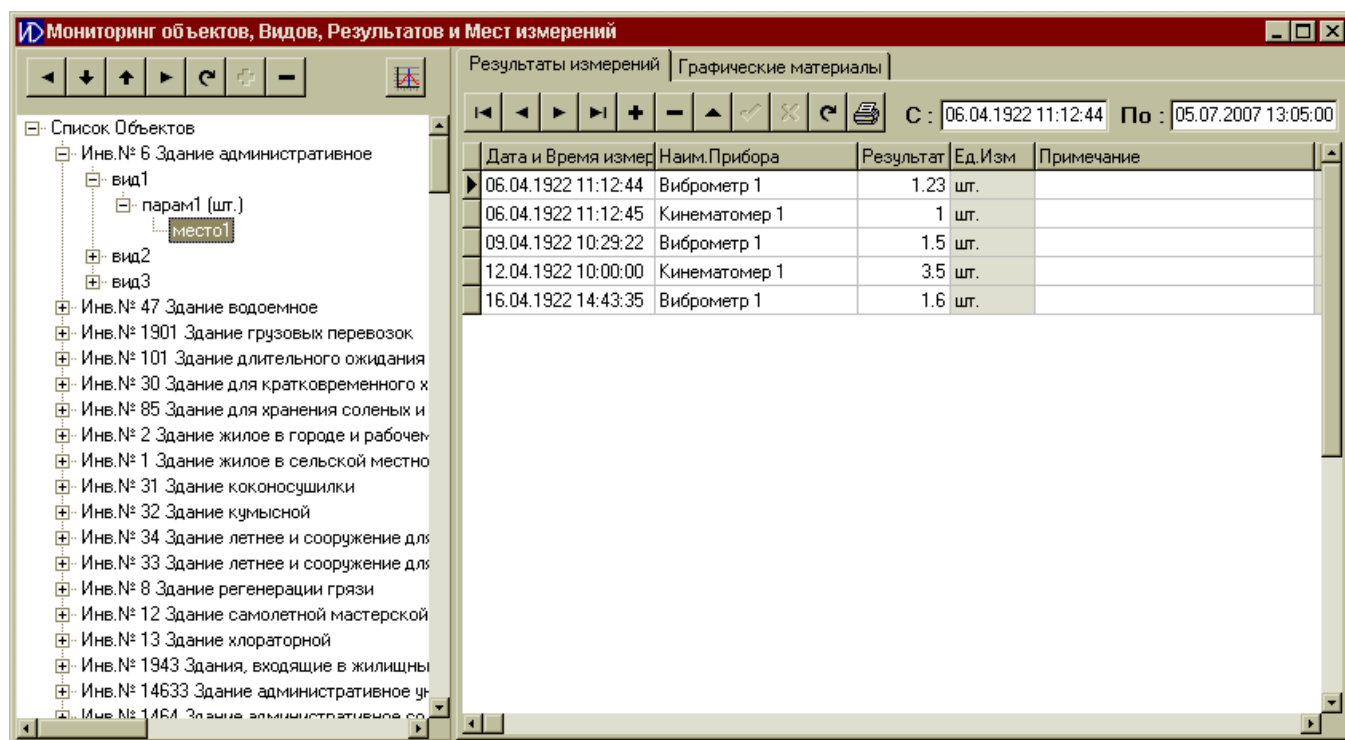 Мониторинг объектов, Видов, Результатов и Мест измерений
Результаты измерений Графические материалы
С : 06.04.1922 11:12:44 По : 05.07.2007 13:05:00
Список Объектов
Инв.№ 6 Здание административное
вид1
парам1 (шт.)
место1
вид2
вид3
Инв.№ 47 Здание водоемное
Инв.№ 1901 Здание грузовых перевозок
Инв.№ 101 Здание длительного ожидания
Инв.№ 30 Здание для кратковременного х
Инв.№ 85 Здание для хранения соленых и
Инв.№ 2 Здание жилое в городе и рабочем
Инв.№ 1 Здание жилое в сельской местно
Инв.№ 31 Здание коконосушилки
Инв.№ 32 Здание кумысной
Инв.№ 34 Здание летнее и сооружение для
Инв.№ 33 Здание летнее и сооружение для
Инв.№ 8 Здание регенерации грязи
Инв.№ 12 Здание самолетной мастерской
Инв.№ 13 Здание хлораторной
Инв.№ 1943 Здания, входящие в жилищны
Инв.№ 14633 Здание административное ун
Инв.№ 1464 Здание административное со
Дата и Время измер Наим.Прибора Результат Ед.Изм Примечание
06.04.1922 11:12:44 Виброметр 1 1.23 шт.
06.04.1922 11:12:45 Кинематомер 1 1 шт.
09.04.1922 10:29:22 Виброметр 1 1.5 шт.
12.04.1922 10:00:00 Кинематомер 1 3.5 шт.
16.04.1922 14:43:35 Виброметр 1 1.6 шт.